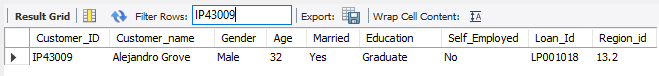 Result Grid Filter Rows: IP43009 Export: Wrap Cell Content:
Customer_ID Customer_name Gender Age Married Education Self_Employed Loan_Id Region_id
IP43009 Alejandro Grove Male 32 Yes Graduate No LP001018 13.2